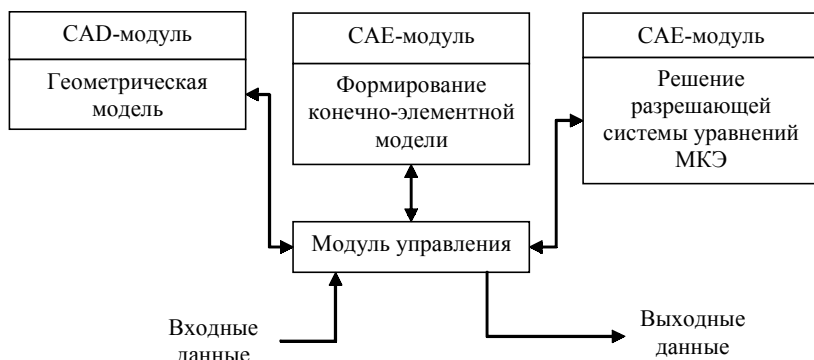 CAD-модуль
Геометрическая
модель
CAE-модуль
Формирование
конечно-элементной
модели
CAE-модуль
Решение
разрешающей
системы уравнений
МКЭ
Модуль управления
Входные
данные
Выходные
данные